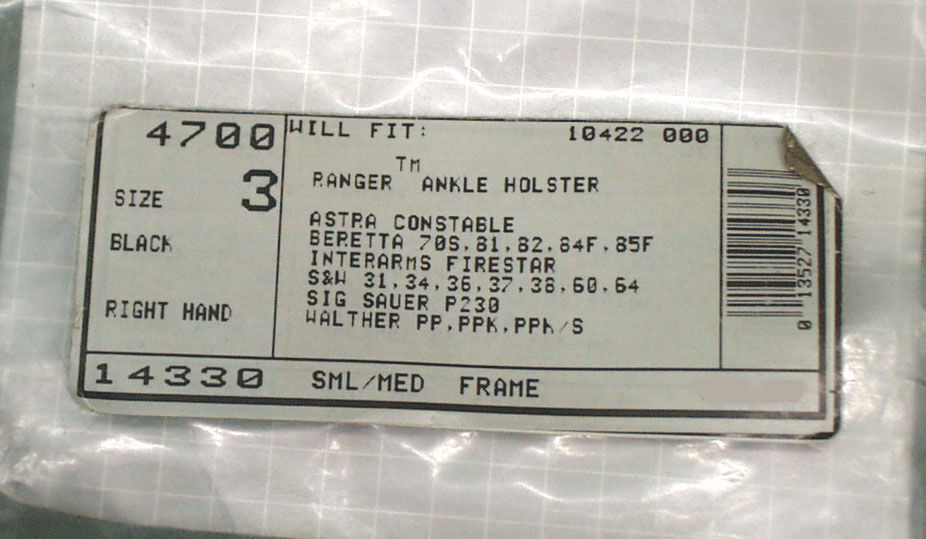 4700
SIZE 3
BLACK
RIGHT HAND
WILL FIT: 10422 000
RANGER™ ANKLE HOLSTER
ASTRA CONSTABLE
BERETTA 70S,81,82,84F,85F
INTERARMS FIRESTAR
S&W 31,34,36,37,38,60,64
SIG SAUER P230
WALTHER PP,PPK,PPK/S
0 13527 14330
14330 SML/MED FRAME